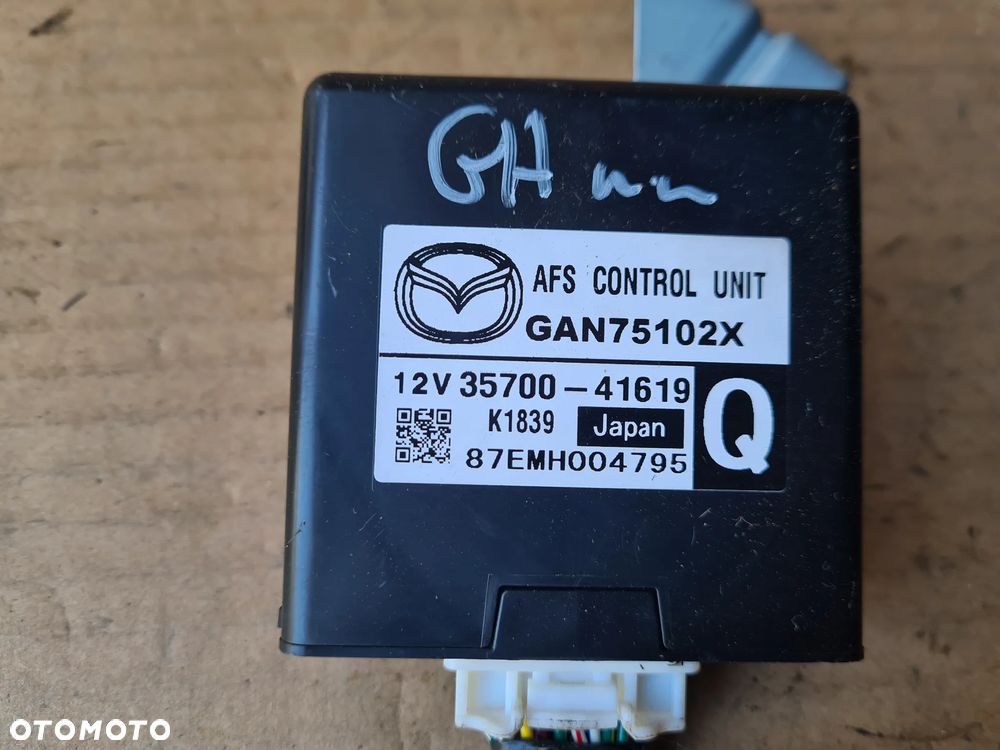 GH
AFS CONTROL UNIT
GAN75102X
12V 35700-41619
K1839 Japan
87EMH004795
Q
OTOMOTO